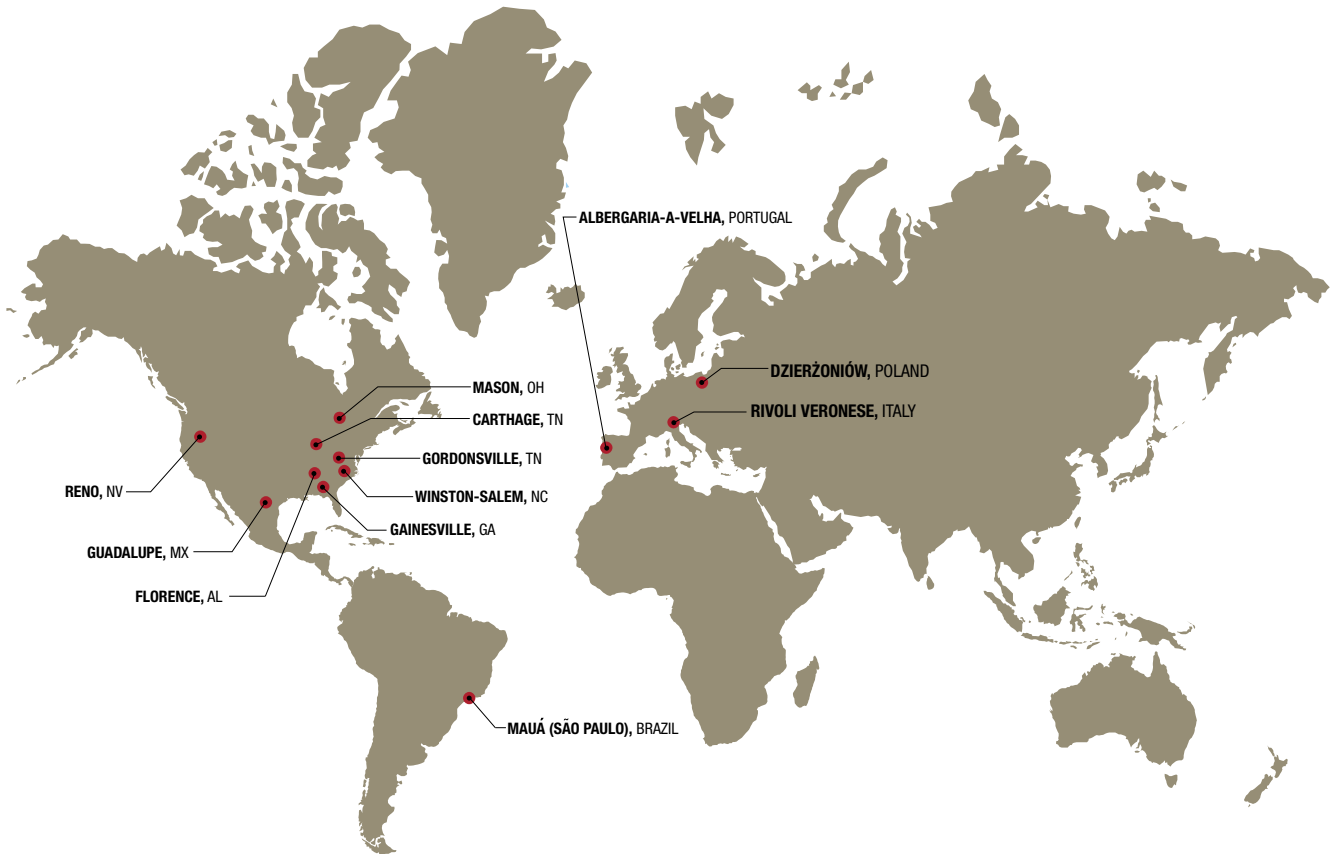 ALBERGARIA-A-VELHA, PORTUGAL
DZIERŻONIÓW, POLAND
MASON, OH
RIVOLI VERONESE, ITALY
CARTHAGE, TN
GORDONSVILLE, TN
RENO, NV
WINSTON-SALEM, NC
GAINESVILLE, GA
GUADALUPE, MX
FLORENCE, AL
MAUÁ (SÃO PAULO), BRAZIL